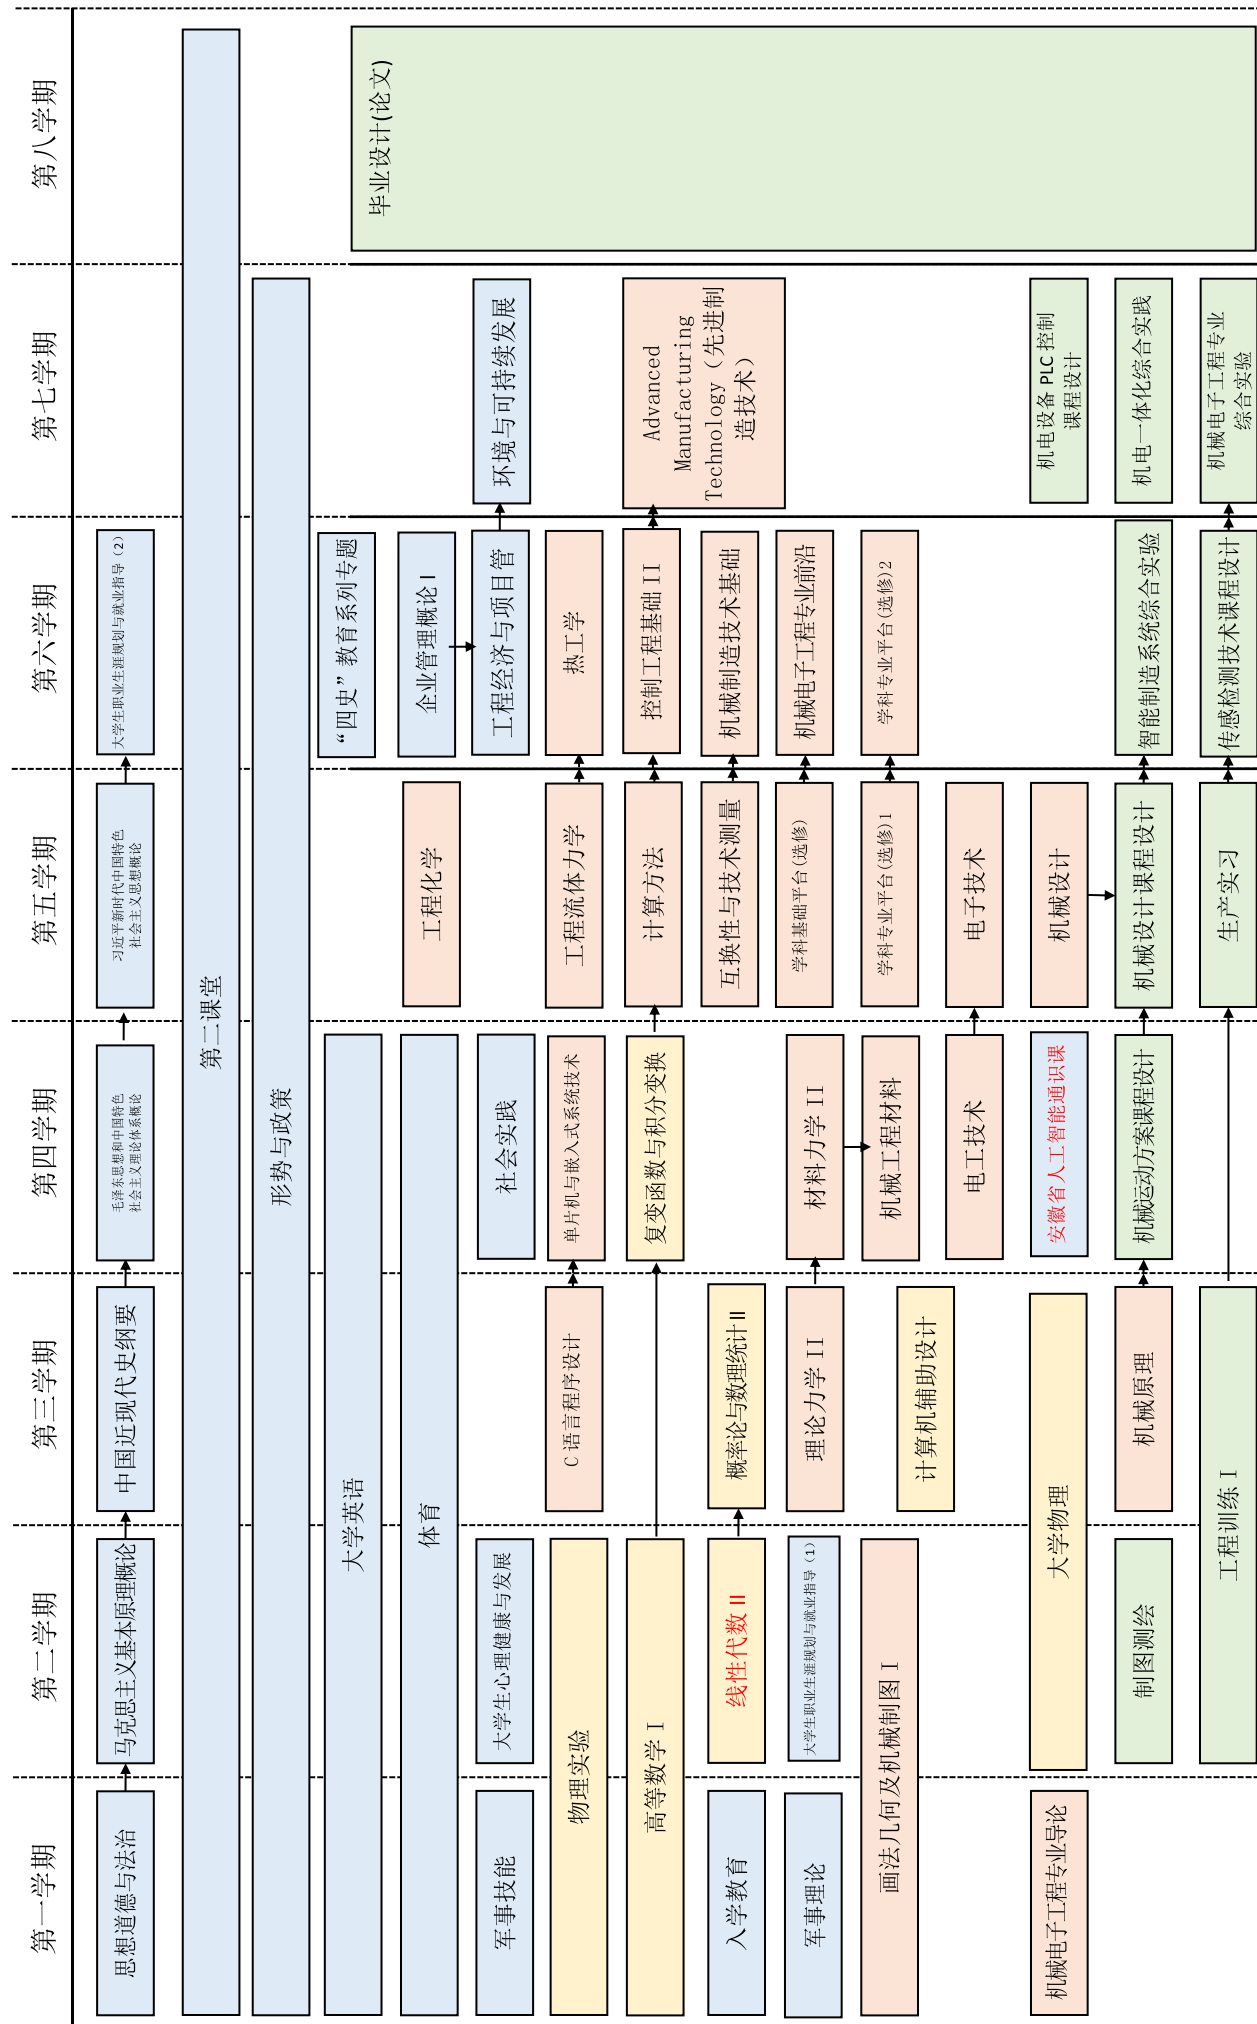 第一学期
第二学期
第三学期
第四学期
第五学期
第六学期
第七学期
第八学期
思想道德与法治
马克思主义基本原理概论
中国近现代史纲要
毛泽东思想和中国特色
社会主义理论体系概论
习近平新时代中国特色
社会主义思想概论
大学生职业生涯规划与就业指导（2）
第二课堂
形势与政策
大学英语
“四史”教育系列专题
毕业设计(论文)
体育
工程化学
企业管理概论 I
军事技能
大学生心理健康与发展
社会实践
工程经济与项目管
环境与可持续发展
物理实验
C 语言程序设计
单片机与嵌入式系统技术
工程流体力学
热工学
高等数学 I
复变函数与积分变换
计算方法
控制工程基础 II
Advanced
Manufacturing
Technology（先进制
造技术）
入学教育
线性代数 II
概率论与数理统计 II
互换性与技术测量
机械制造技术基础
军事理论
大学生职业生涯规划与就业指导（1）
理论力学 II
材料力学 II
学科基础平台(选修)
机械电子工程专业前沿
画法几何及机械制图 I
计算机辅助设计
机械工程材料
学科专业平台(选修)1
学科专业平台(选修)2
电工技术
电子技术
机械电子工程专业导论
大学物理
安徽省人工智能通识课
机械设计
机电设备 PLC 控制
课程设计
制图测绘
机械原理
机械运动方案课程设计
机械设计课程设计
智能制造系统综合实验
机电一体化综合实践
工程训练 I
生产实习
传感检测技术课程设计
机械电子工程专业
综合实验